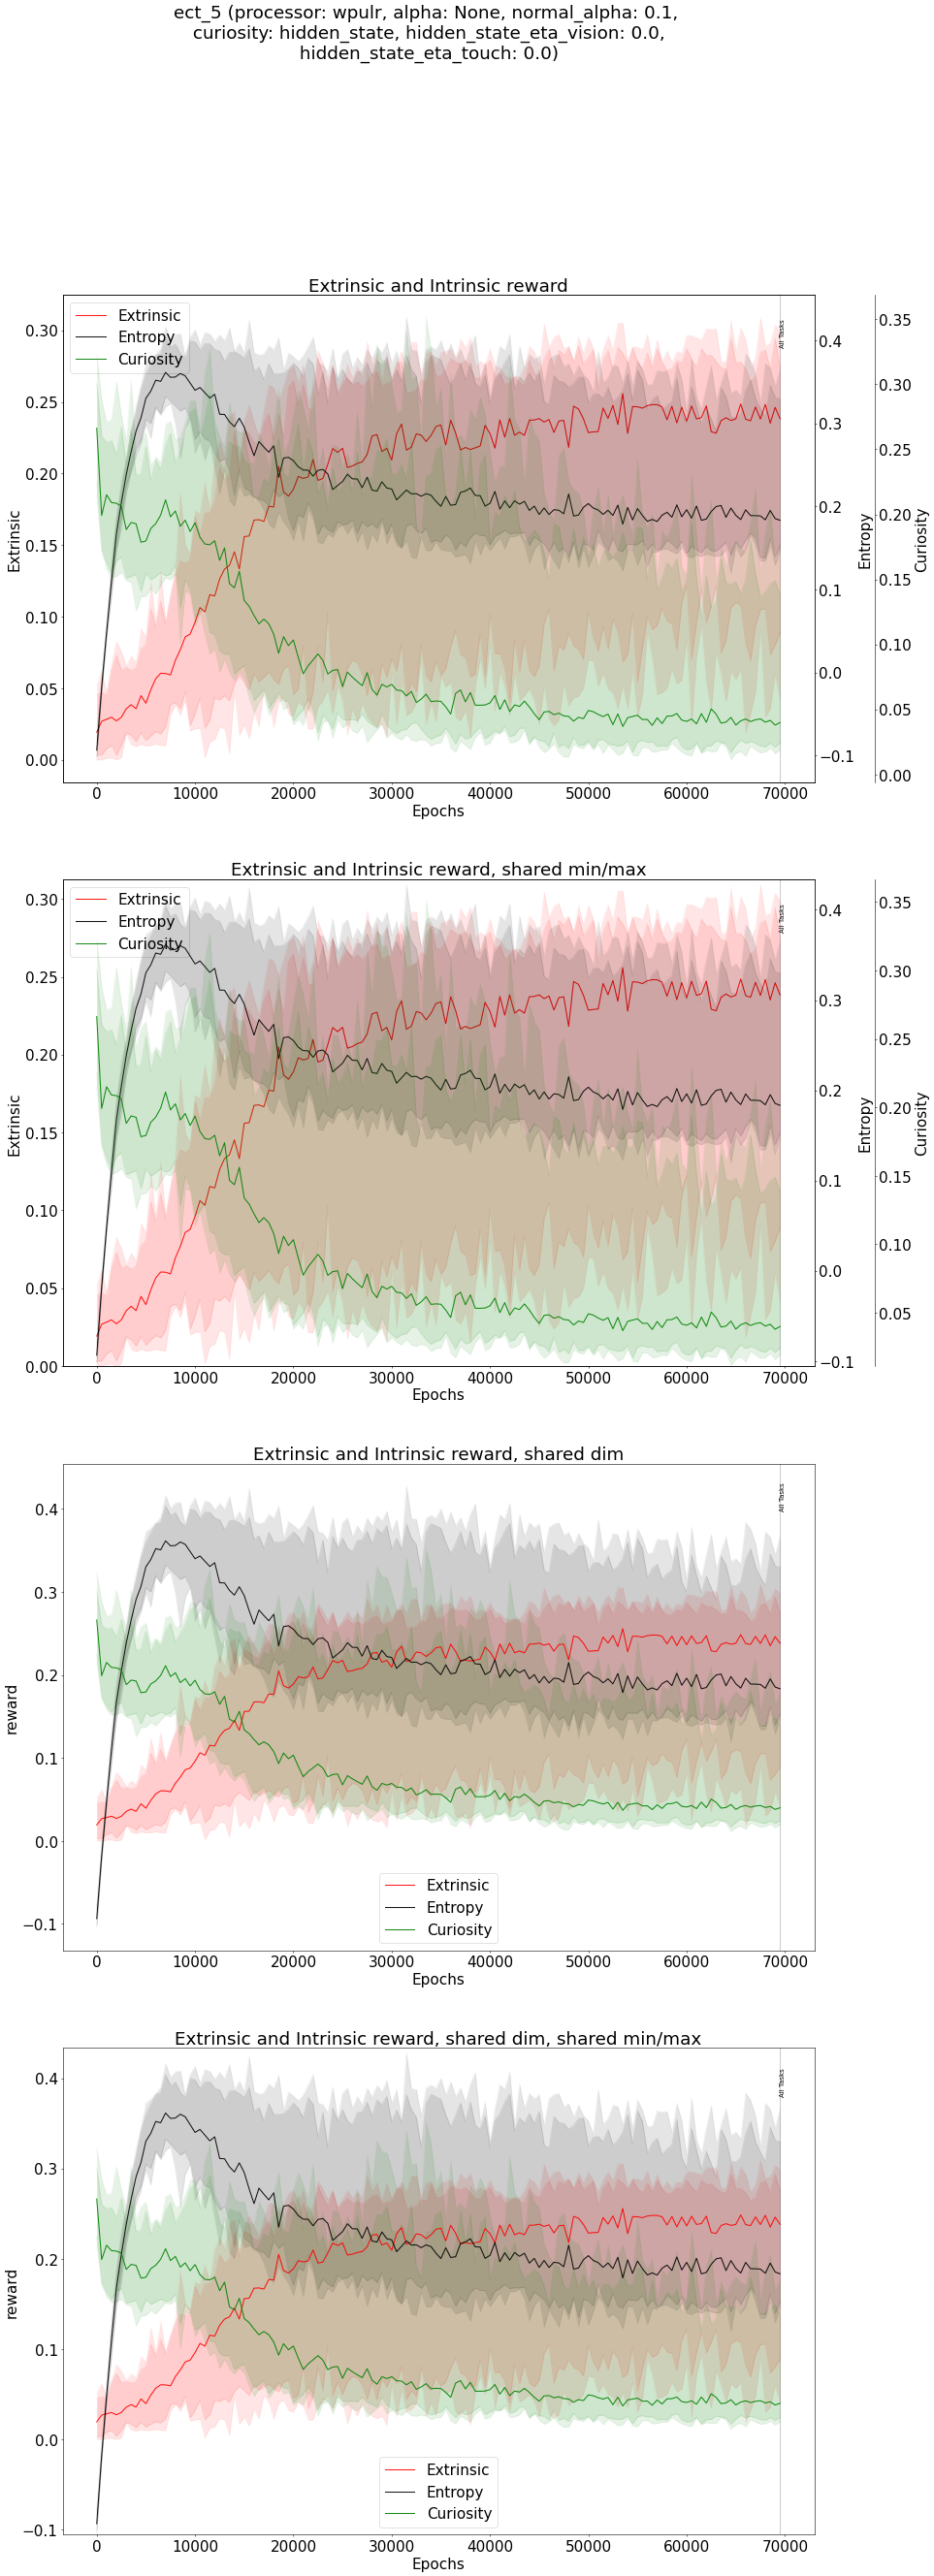 ect_5 (processor: wpulr, alpha: None, normal_alpha: 0.1,
curiosity: hidden_state, hidden_state_eta_vision: 0.0,
hidden_state_eta_touch: 0.0)
Extrinsic and Intrinsic reward
Extrinsic
Entropy
Curiosity
All Tasks
0.30
0.25
0.20
0.15
0.10
0.05
0.00
Extrinsic
0.4
0.3
0.2
0.1
0.0
−0.1
Entropy
0.35
0.30
0.25
0.20
0.15
0.10
0.05
0.00
Curiosity
0 10000 20000 30000 40000 50000 60000 70000
Epochs
Extrinsic and Intrinsic reward, shared min/max
Extrinsic
Entropy
Curiosity
All Tasks
0.30
0.25
0.20
0.15
0.10
0.05
0.00
Extrinsic
0.4
0.3
0.2
0.1
0.0
−0.1
Entropy
0.35
0.30
0.25
0.20
0.15
0.10
0.05
Curiosity
0 10000 20000 30000 40000 50000 60000 70000
Epochs
Extrinsic and Intrinsic reward, shared dim
All Tasks
0.4
0.3
0.2
0.1
0.0
−0.1
reward
Extrinsic
Entropy
Curiosity
0 10000 20000 30000 40000 50000 60000 70000
Epochs
Extrinsic and Intrinsic reward, shared dim, shared min/max
All Tasks
0.4
0.3
0.2
0.1
0.0
−0.1
reward
Extrinsic
Entropy
Curiosity
0 10000 20000 30000 40000 50000 60000 70000
Epochs